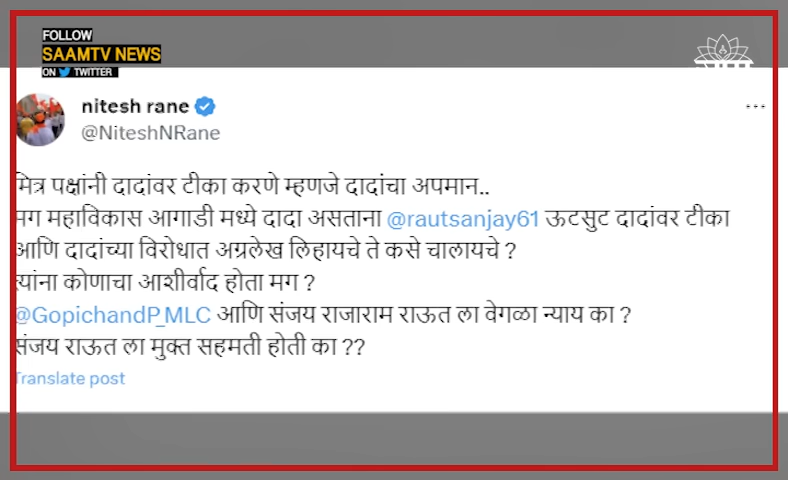 FOLLOW
SAAMTV NEWS
ON TWITTER
nitesh rane
@NiteshNRane
मित्र पक्षांनी दादांवर टीका करणे म्हणजे दादांचा अपमान..
मग महाविकास आगाडी मध्ये दादा असताना @rautsanjay61 ऊटसुट दादांवर टीका
आणि दादांच्या विरोधात अग्रलेख लिहायचे ते कसे चालायचे ?
त्यांना कोणाचा आशीर्वाद होता मग ?
@GopichandP_MLC आणि संजय राजाराम राऊत ला वेगळा न्याय का ?
संजय राऊत ला मुक्त सहमती होती का ??
Translate post